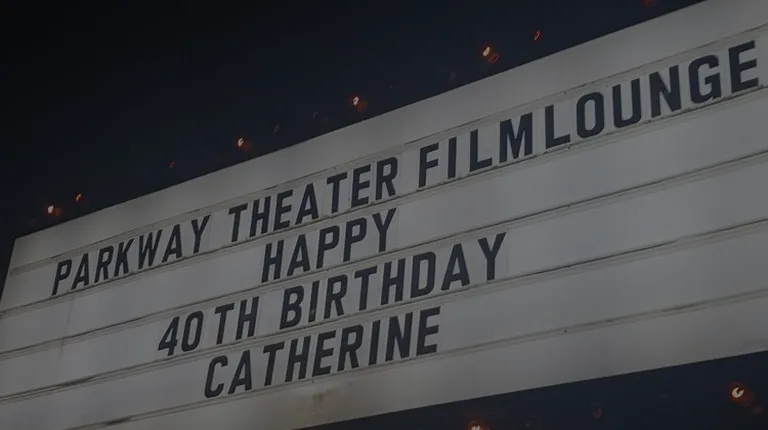 PARKWAY THEATER FILMLOUNGE
HAPPY
40TH BIRTHDAY
CATHERINE